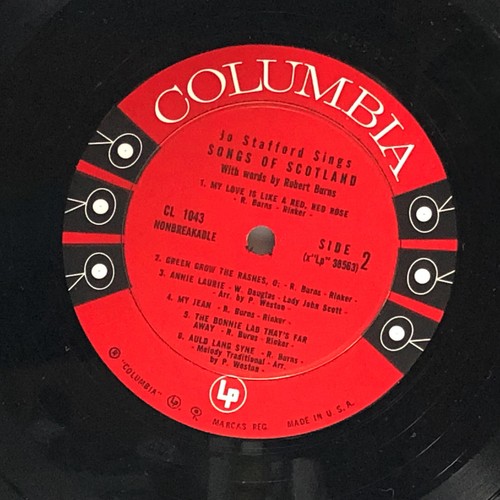 COLUMBIA
Jo Stafford Sings
SONGS OF SCOTLAND
With words by Robert Burns
1. MY LOVE IS LIKE A RED, RED ROSE
- R. Burns - Rinker -
CL 1043
NONBREAKABLE
SIDE 2
(x"Lp" 38563)
2. GREEN GROW THE RASHES, O: - R. Burns - Rinker -
3. ANNIE LAURIE - W. Douglas - Lady John Scott -
Arr. by P. Weston -
4. MY JEAN - R. Burns - Rinker -
5. THE BONNIE LAD THAT'S FAR
AWAY - R. Burns - Rinker -
6. AULD LANG SYNE - R. Burns -
- Melody Traditional - Arr.
by P. Weston -
Lp
® "COLUMBIA" Lp ® MARCAS REG. MADE IN U.S.A.